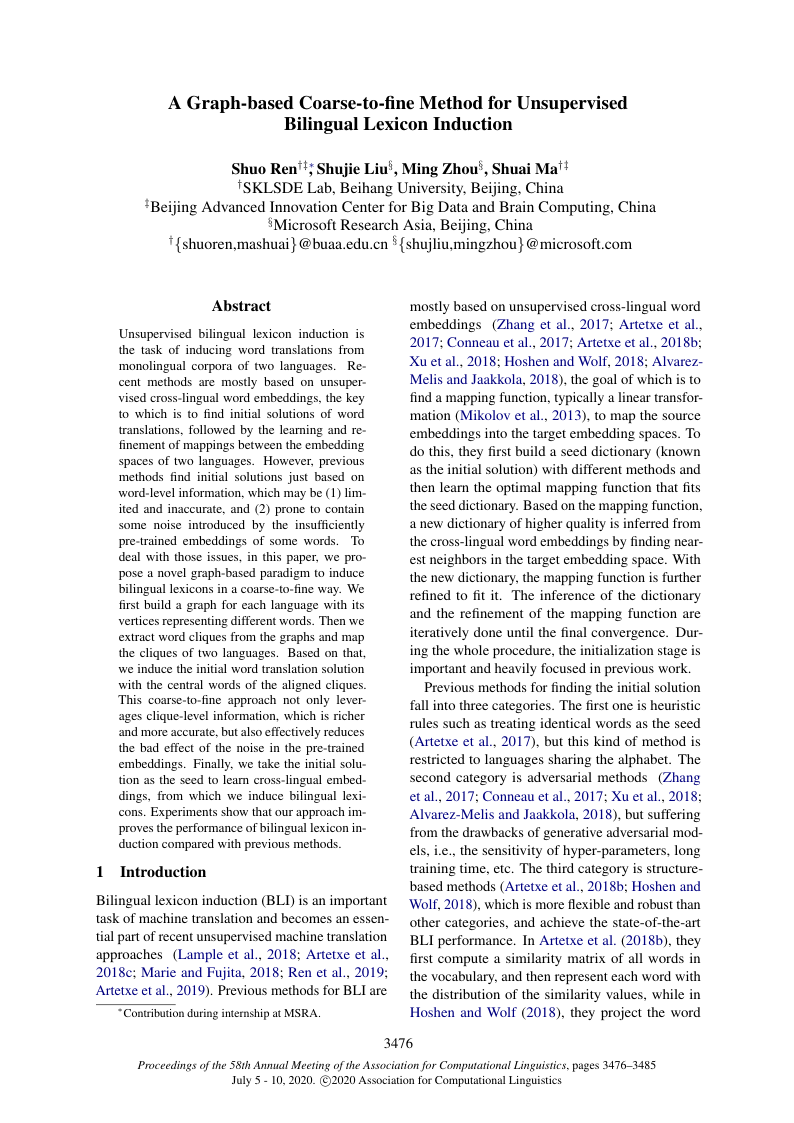 A Graph-based Coarse-to-fine Method for Unsupervised
Bilingual Lexicon Induction
Shuo Ren†‡*, Shujie Liu§, Ming Zhou§, Shuai Ma†‡
†SKLSDE Lab, Beihang University, Beijing, China
‡Beijing Advanced Innovation Center for Big Data and Brain Computing, China
§Microsoft Research Asia, Beijing, China
†{shuoren,mashuai}@buaa.edu.cn §{shujliu,mingzhou}@microsoft.com
Abstract
Unsupervised bilingual lexicon induction is
the task of inducing word translations from
monolingual corpora of two languages. Re-
cent methods are mostly based on unsuper-
vised cross-lingual word embeddings, the key
to which is to find initial solutions of word
translations, followed by the learning and re-
finement of mappings between the embedding
spaces of two languages. However, previous
methods find initial solutions just based on
word-level information, which may be (1) lim-
ited and inaccurate, and (2) prone to contain
some noise introduced by the insufficiently
pre-trained embeddings of some words. To
deal with those issues, in this paper, we pro-
pose a novel graph-based paradigm to induce
bilingual lexicons in a coarse-to-fine way. We
first build a graph for each language with its
vertices representing different words. Then we
extract word cliques from the graphs and map
the cliques of two languages. Based on that,
we induce the initial word translation solution
with the central words of the aligned cliques.
This coarse-to-fine approach not only lever-
ages clique-level information, which is richer
and more accurate, but also effectively reduces
the bad effect of the noise in the pre-trained
embeddings. Finally, we take the initial solu-
tion as the seed to learn cross-lingual embed-
dings, from which we induce bilingual lexi-
cons. Experiments show that our approach im-
proves the performance of bilingual lexicon in-
duction compared with previous methods.
1 Introduction
Bilingual lexicon induction (BLI) is an important
task of machine translation and becomes an essen-
tial part of recent unsupervised machine translation
approaches (Lample et al., 2018; Artetxe et al.,
2018c; Marie and Fujita, 2018; Ren et al., 2019;
Artetxe et al., 2019). Previous methods for BLI are
*Contribution during internship at MSRA.
mostly based on unsupervised cross-lingual word
embeddings (Zhang et al., 2017; Artetxe et al.,
2017; Conneau et al., 2017; Artetxe et al., 2018b;
Xu et al., 2018; Hoshen and Wolf, 2018; Alvarez-
Melis and Jaakkola, 2018), the goal of which is to
find a mapping function, typically a linear transfor-
mation (Mikolov et al., 2013), to map the source
embeddings into the target embedding spaces. To
do this, they first build a seed dictionary (known
as the initial solution) with different methods and
then learn the optimal mapping function that fits
the seed dictionary. Based on the mapping function,
a new dictionary of higher quality is inferred from
the cross-lingual word embeddings by finding near-
est neighbors in the target embedding space. With
the new dictionary, the mapping function is further
refined to fit it. The inference of the dictionary
and the refinement of the mapping function are
iteratively done until the final convergence. Dur-
ing the whole procedure, the initialization stage is
important and heavily focused in previous work.
Previous methods for finding the initial solution
fall into three categories. The first one is heuristic
rules such as treating identical words as the seed
(Artetxe et al., 2017), but this kind of method is
restricted to languages sharing the alphabet. The
second category is adversarial methods (Zhang
et al., 2017; Conneau et al., 2017; Xu et al., 2018;
Alvarez-Melis and Jaakkola, 2018), but suffering
from the drawbacks of generative adversarial mod-
els, i.e., the sensitivity of hyper-parameters, long
training time, etc. The third category is structure-
based methods (Artetxe et al., 2018b; Hoshen and
Wolf, 2018), which is more flexible and robust than
other categories, and achieve the state-of-the-art
BLI performance. In Artetxe et al. (2018b), they
first compute a similarity matrix of all words in
the vocabulary, and then represent each word with
the distribution of the similarity values, while in
Hoshen and Wolf (2018), they project the word
3476
Proceedings of the 58th Annual Meeting of the Association for Computational Linguistics, pages 3476–3485
July 5 - 10, 2020. ©2020 Association for Computational Linguistics